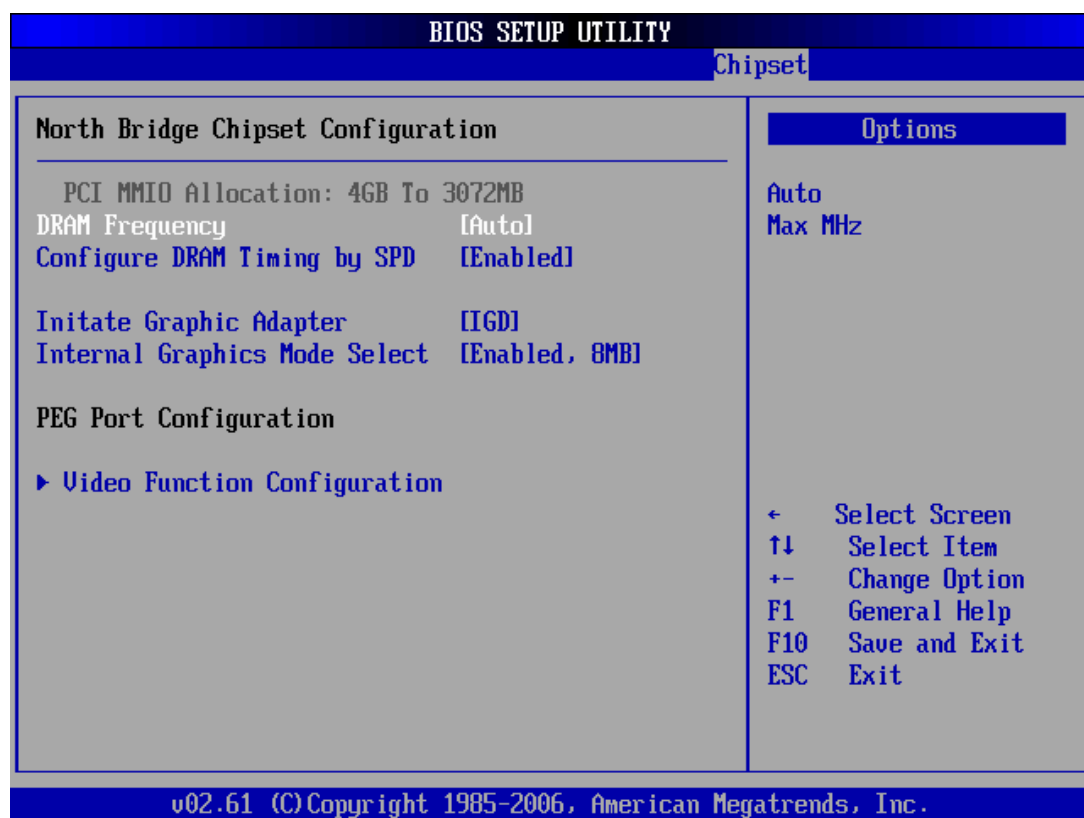 BIOS SETUP UTILITY
Chipset
North Bridge Chipset Configuration
PCI MMIO Allocation: 4GB To 3072MB
DRAM Frequency [Auto]
Configure DRAM Timing by SPD [Enabled]
Initate Graphic Adapter [IGD]
Internal Graphics Mode Select [Enabled, 8MB]
PEG Port Configuration
▶ Video Function Configuration
Options
Auto
Max MHz
← Select Screen
↑↓ Select Item
+- Change Option
F1 General Help
F10 Save and Exit
ESC Exit
v02.61 (C)Copyright 1985-2006, American Megatrends, Inc.